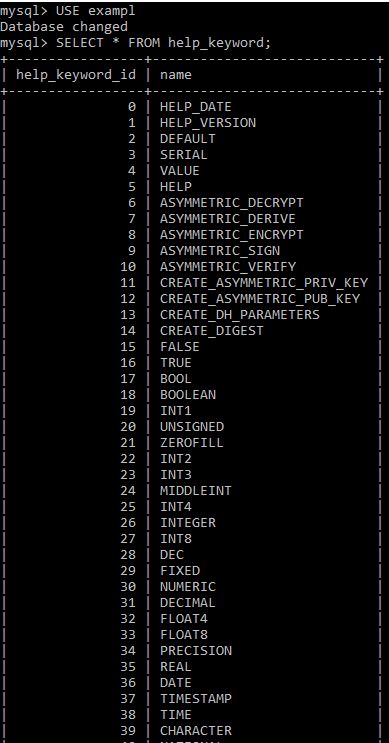 mysql> USE exampl
Database changed
mysql> SELECT * FROM help_keyword;
+-----------------+------------------------------+
| help_keyword_id | name                         |
+-----------------+------------------------------+
|               0 | HELP_DATE                    |
|               1 | HELP_VERSION                 |
|               2 | DEFAULT                      |
|               3 | SERIAL                       |
|               4 | VALUE                        |
|               5 | HELP                         |
|               6 | ASYMMETRIC_DECRYPT           |
|               7 | ASYMMETRIC_DERIVE            |
|               8 | ASYMMETRIC_ENCRYPT           |
|               9 | ASYMMETRIC_SIGN              |
|              10 | ASYMMETRIC_VERIFY            |
|              11 | CREATE_ASYMMETRIC_PRIV_KEY   |
|              12 | CREATE_ASYMMETRIC_PUB_KEY    |
|              13 | CREATE_DH_PARAMETERS         |
|              14 | CREATE_DIGEST                |
|              15 | FALSE                        |
|              16 | TRUE                         |
|              17 | BOOL                         |
|              18 | BOOLEAN                      |
|              19 | INT1                         |
|              20 | UNSIGNED                     |
|              21 | ZEROFILL                     |
|              22 | INT2                         |
|              23 | INT3                         |
|              24 | MIDDLEINT                    |
|              25 | INT4                         |
|              26 | INTEGER                      |
|              27 | INT8                         |
|              28 | DEC                          |
|              29 | FIXED                        |
|              30 | NUMERIC                      |
|              31 | DECIMAL                      |
|              32 | FLOAT4                       |
|              33 | FLOAT8                       |
|              34 | PRECISION                    |
|              35 | REAL                         |
|              36 | DATE                         |
|              37 | TIMESTAMP                    |
|              38 | TIME                         |
|              39 | CHARACTER                    |